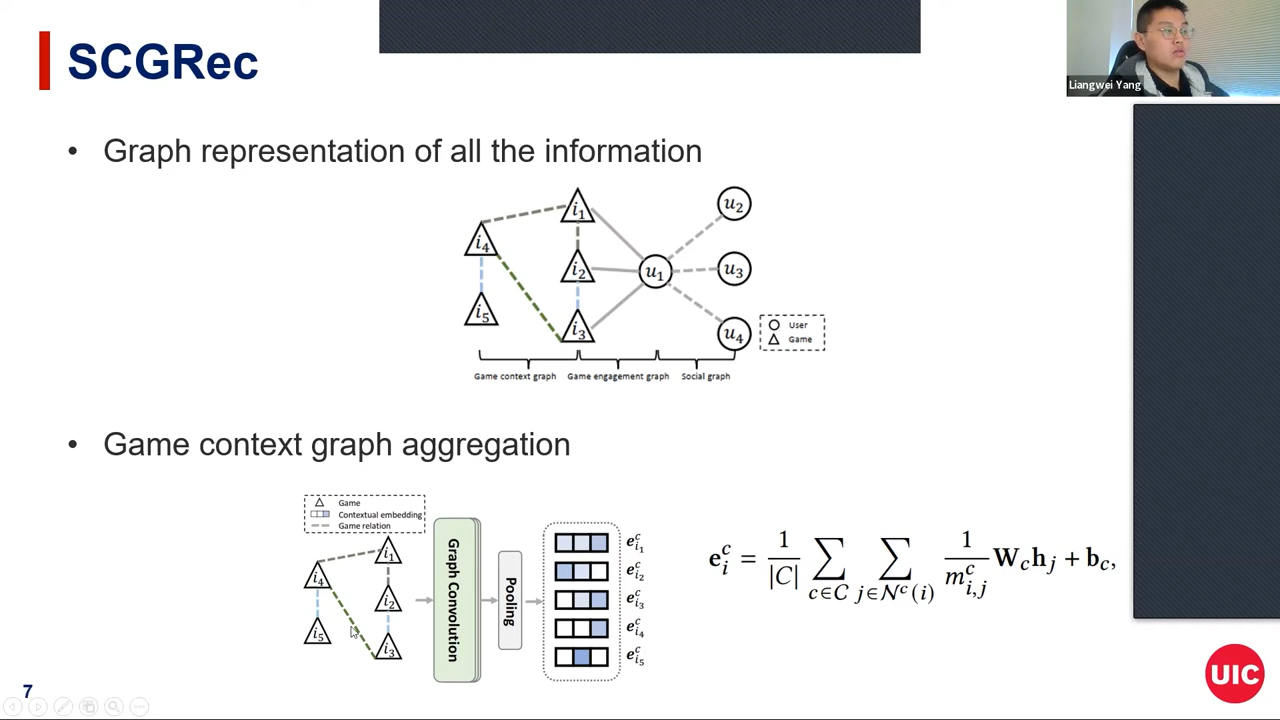 SCGRec
Liangwei Yang
• Graph representation of all the information
i1
u2
i4
i2
u1
u3
i5
i3
u4
User
Game
Game context graph
Game engagement graph
Social graph
• Game context graph aggregation
Game
Contextual embedding
Game relation
i1
i4
i2
i5
i3
Graph Convolution
Pooling
e^c_{i1}
e^c_{i2}
e^c_{i3}
e^c_{i4}
e^c_{i5}
e^c_i = 1/|C| ∑_{c∈C} ∑_{j∈N^c(i)} 1/m^c_{i,j} W_c h_j + b_c,
7
UIC